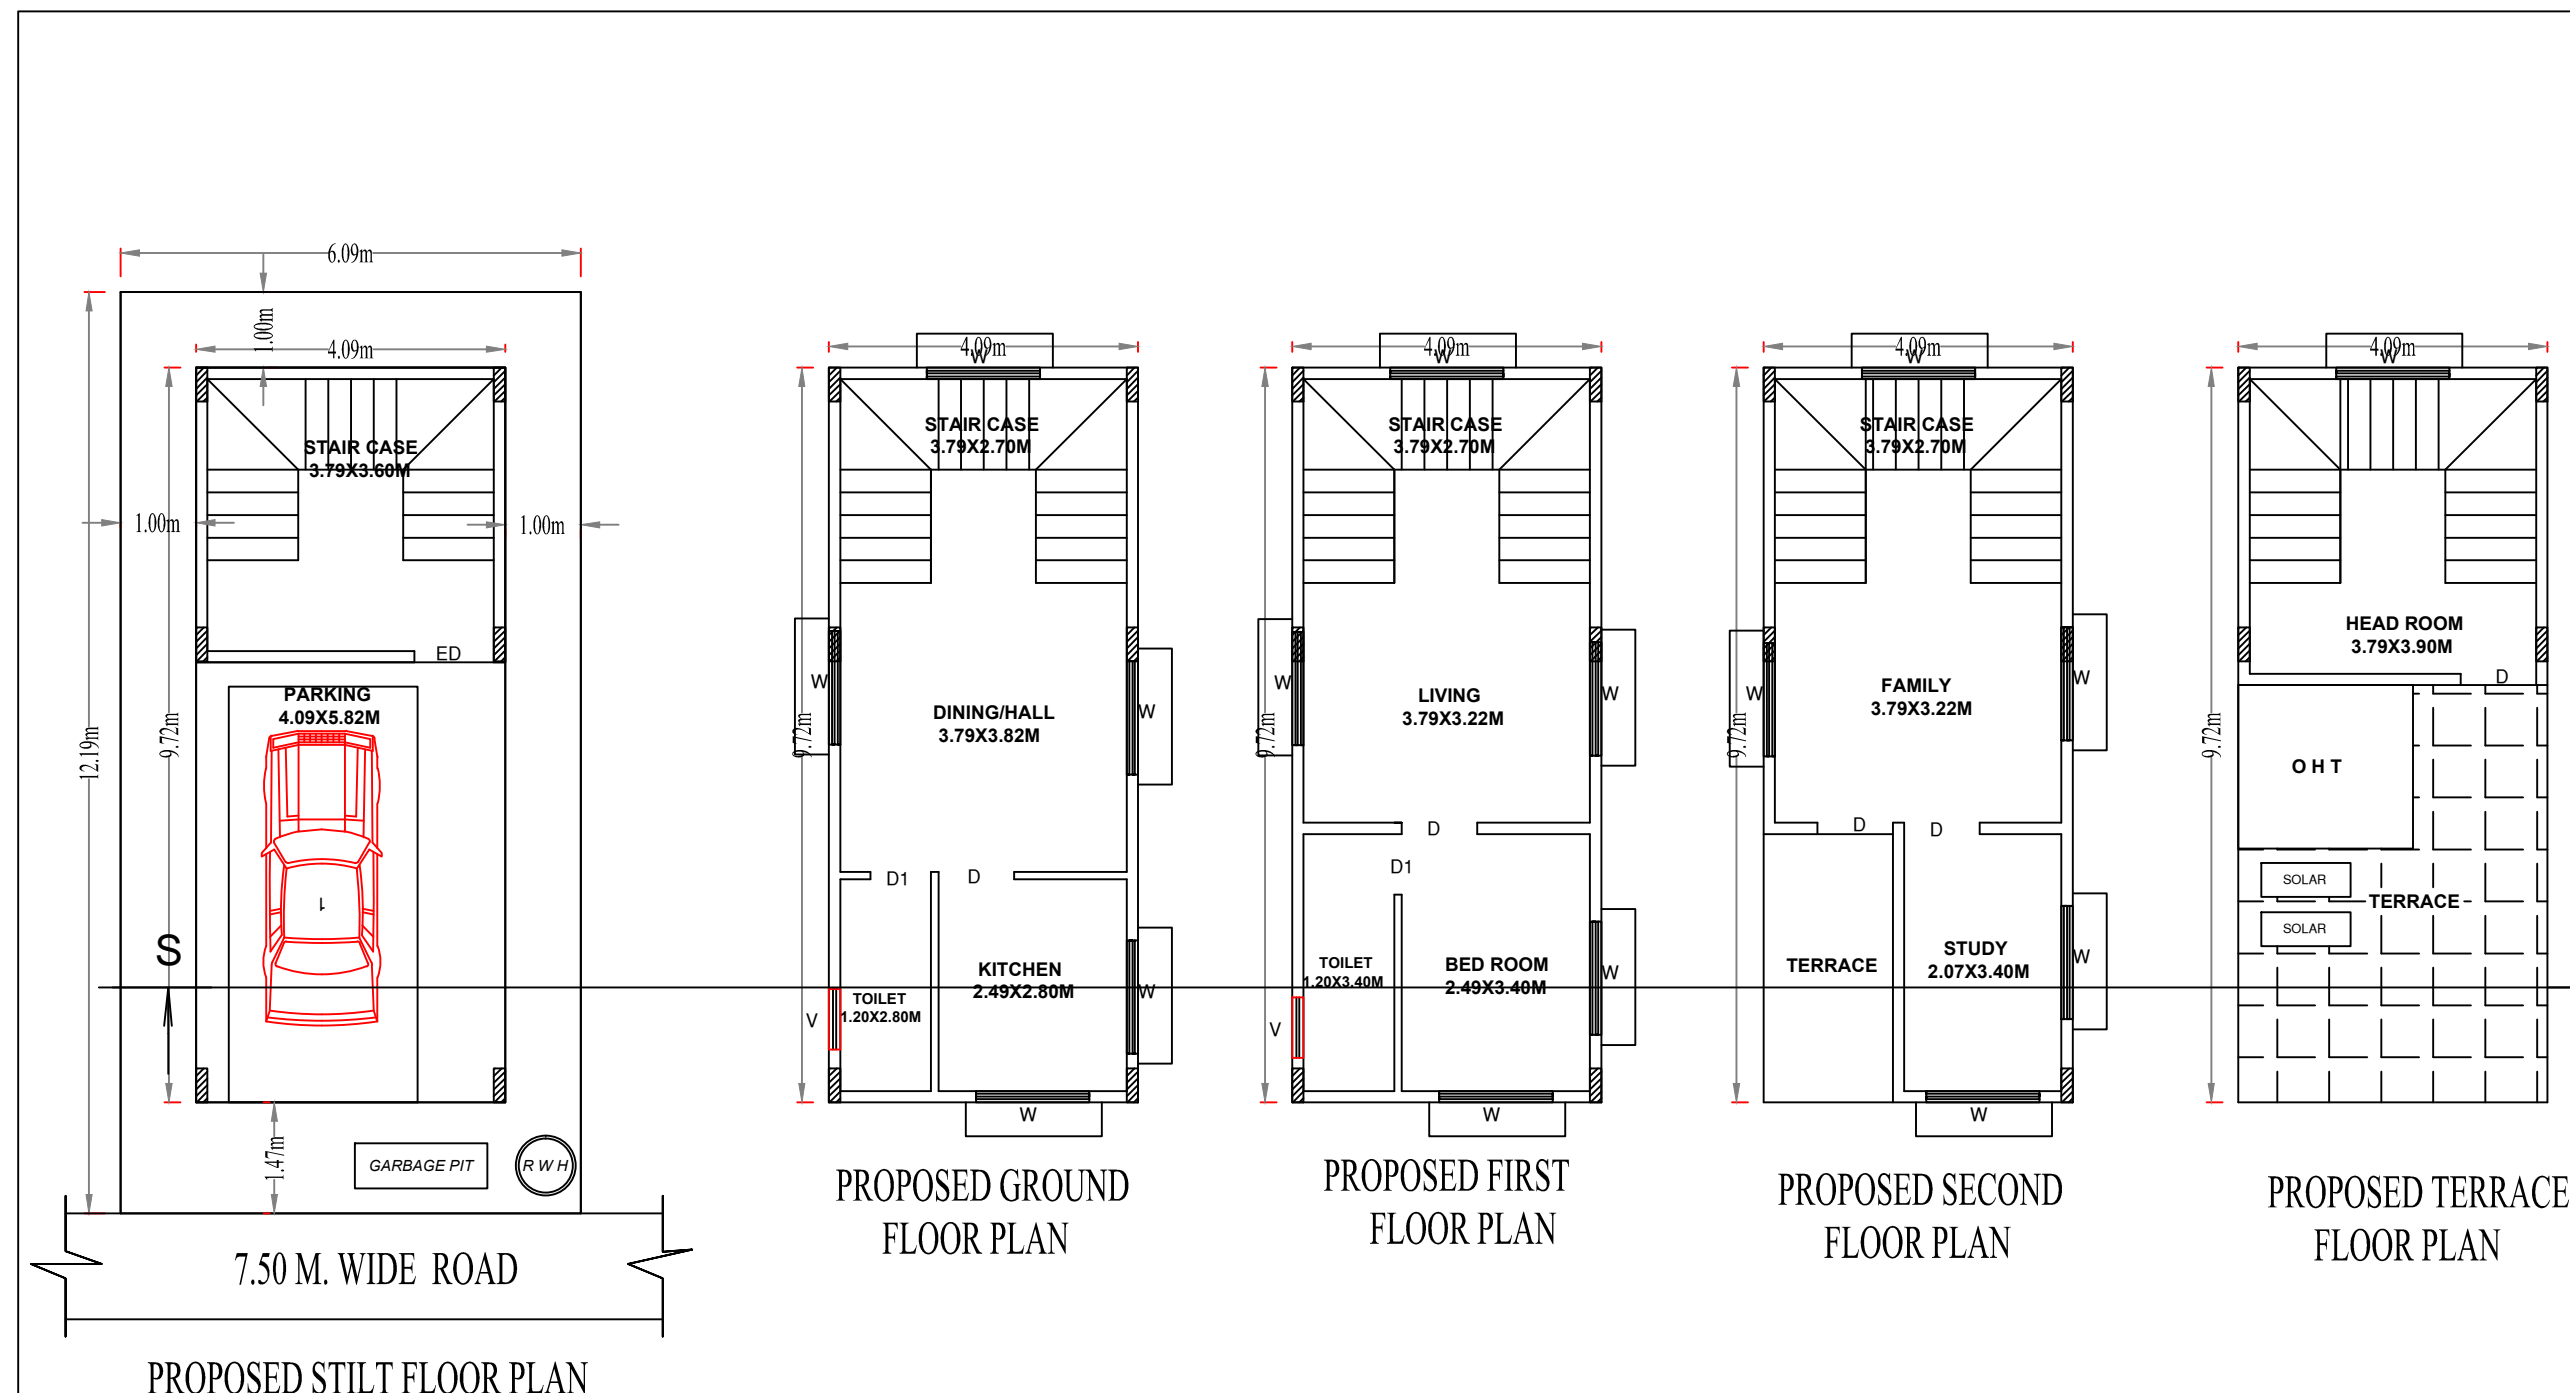 6.09m
1.00m
4.09m
STAIR CASE
3.79X3.60M
1.00m
1.00m
ED
PARKING
4.09X5.82M
12.19m
9.72m
1
S
1.47m
GARBAGE PIT
R W H
7.50 M. WIDE ROAD
PROPOSED STILT FLOOR PLAN
4.09m
W
STAIR CASE
3.79X2.70M
W
9.72m
DINING/HALL
3.79X3.82M
W
D1
D
KITCHEN
2.49X2.80M
W
TOILET
1.20X2.80M
V
W
PROPOSED GROUND
FLOOR PLAN
4.09m
W
STAIR CASE
3.79X2.70M
W
9.72m
LIVING
3.79X3.22M
W
D
D1
TOILET
1.20X3.40M
BED ROOM
2.49X3.40M
W
V
W
PROPOSED FIRST
FLOOR PLAN
4.09m
W
STAIR CASE
3.79X2.70M
W
9.72m
FAMILY
3.79X3.22M
W
D
D
TERRACE
STUDY
2.07X3.40M
W
W
PROPOSED SECOND
FLOOR PLAN
4.09m
W
HEAD ROOM
3.79X3.90M
D
9.72m
O H T
SOLAR
TERRACE
SOLAR
PROPOSED TERRACE
FLOOR PLAN